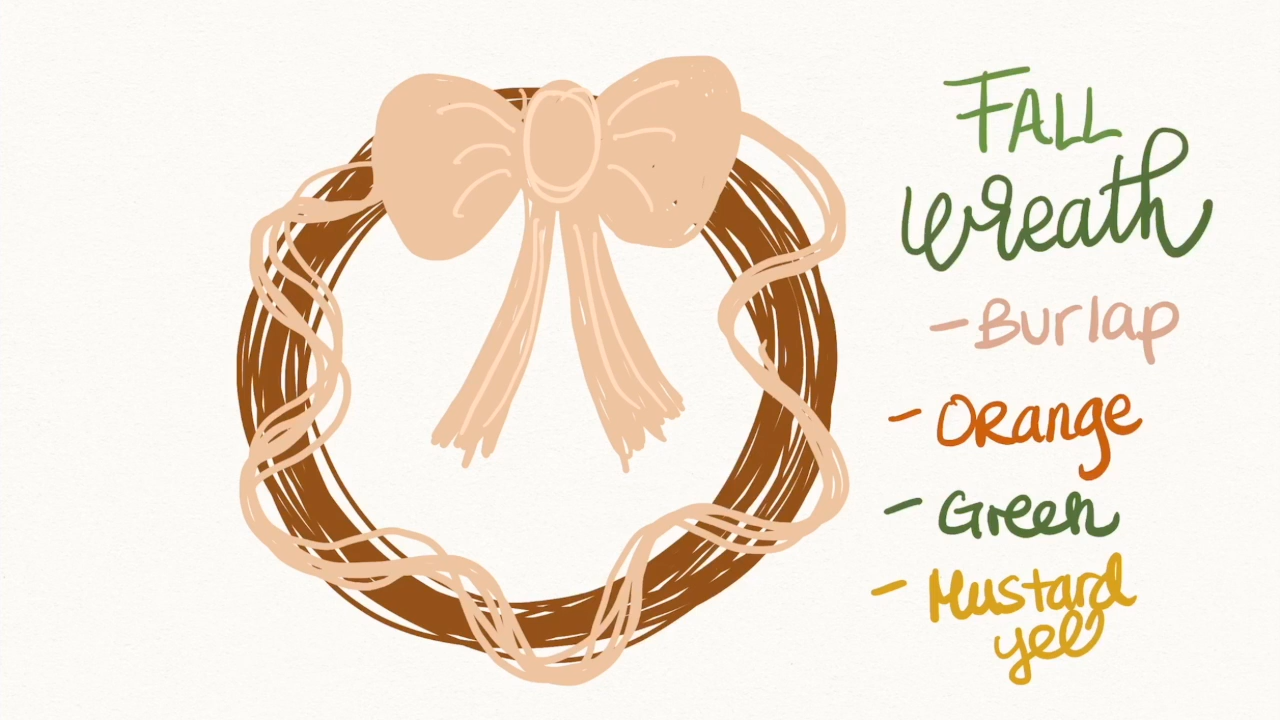 FALL
Wreath
- Burlap
- Orange
- Green
- Mustard
yell